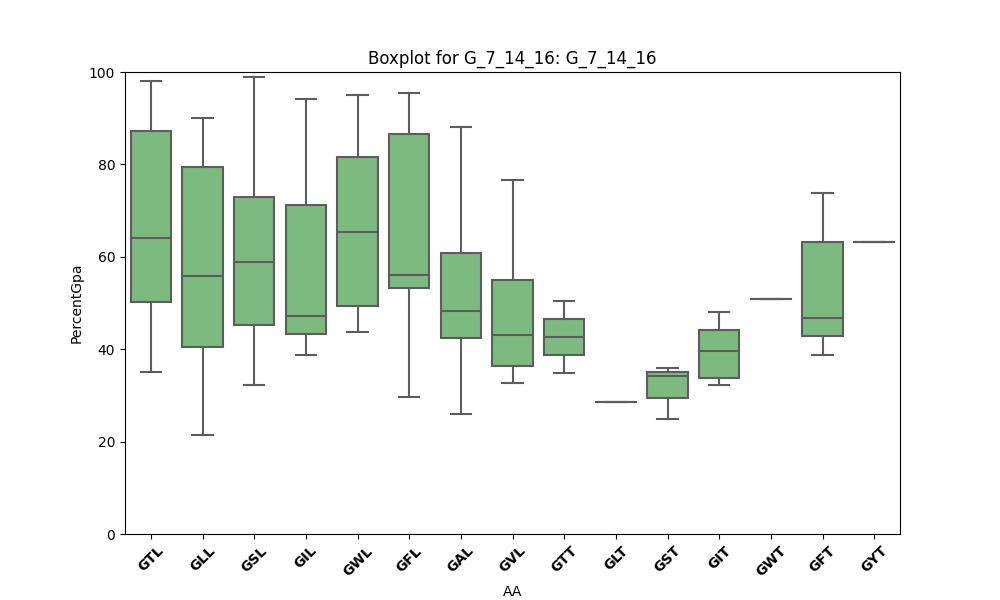 Boxplot for G_7_14_16: G_7_14_16
PercentGpa
100
80
60
40
20
0
GTL GLL GSL GIL GWL GFL GAL GVL GTT GLT GST GIT GWT GFT GYT
AA